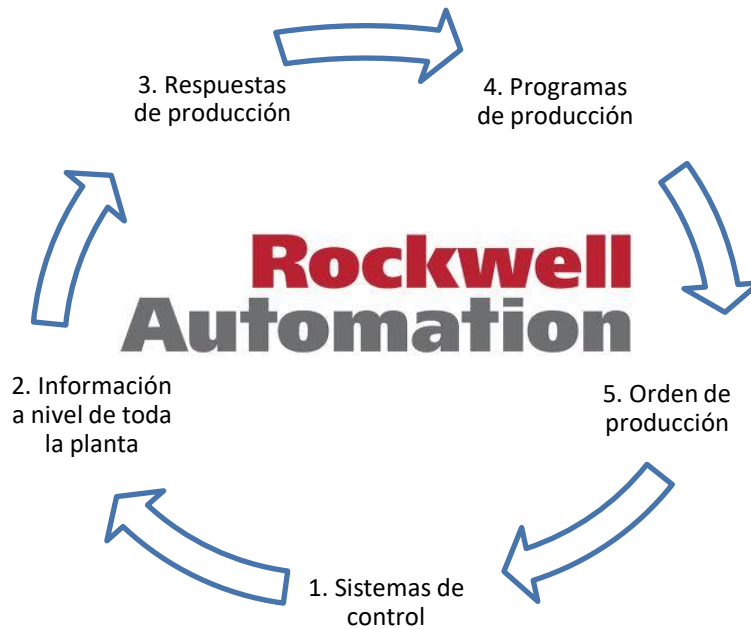 3. Respuestas
de producción
4. Programas
de producción
Rockwell
Automation
2. Información
a nivel de toda
la planta
5. Orden de
producción
1. Sistemas de
control